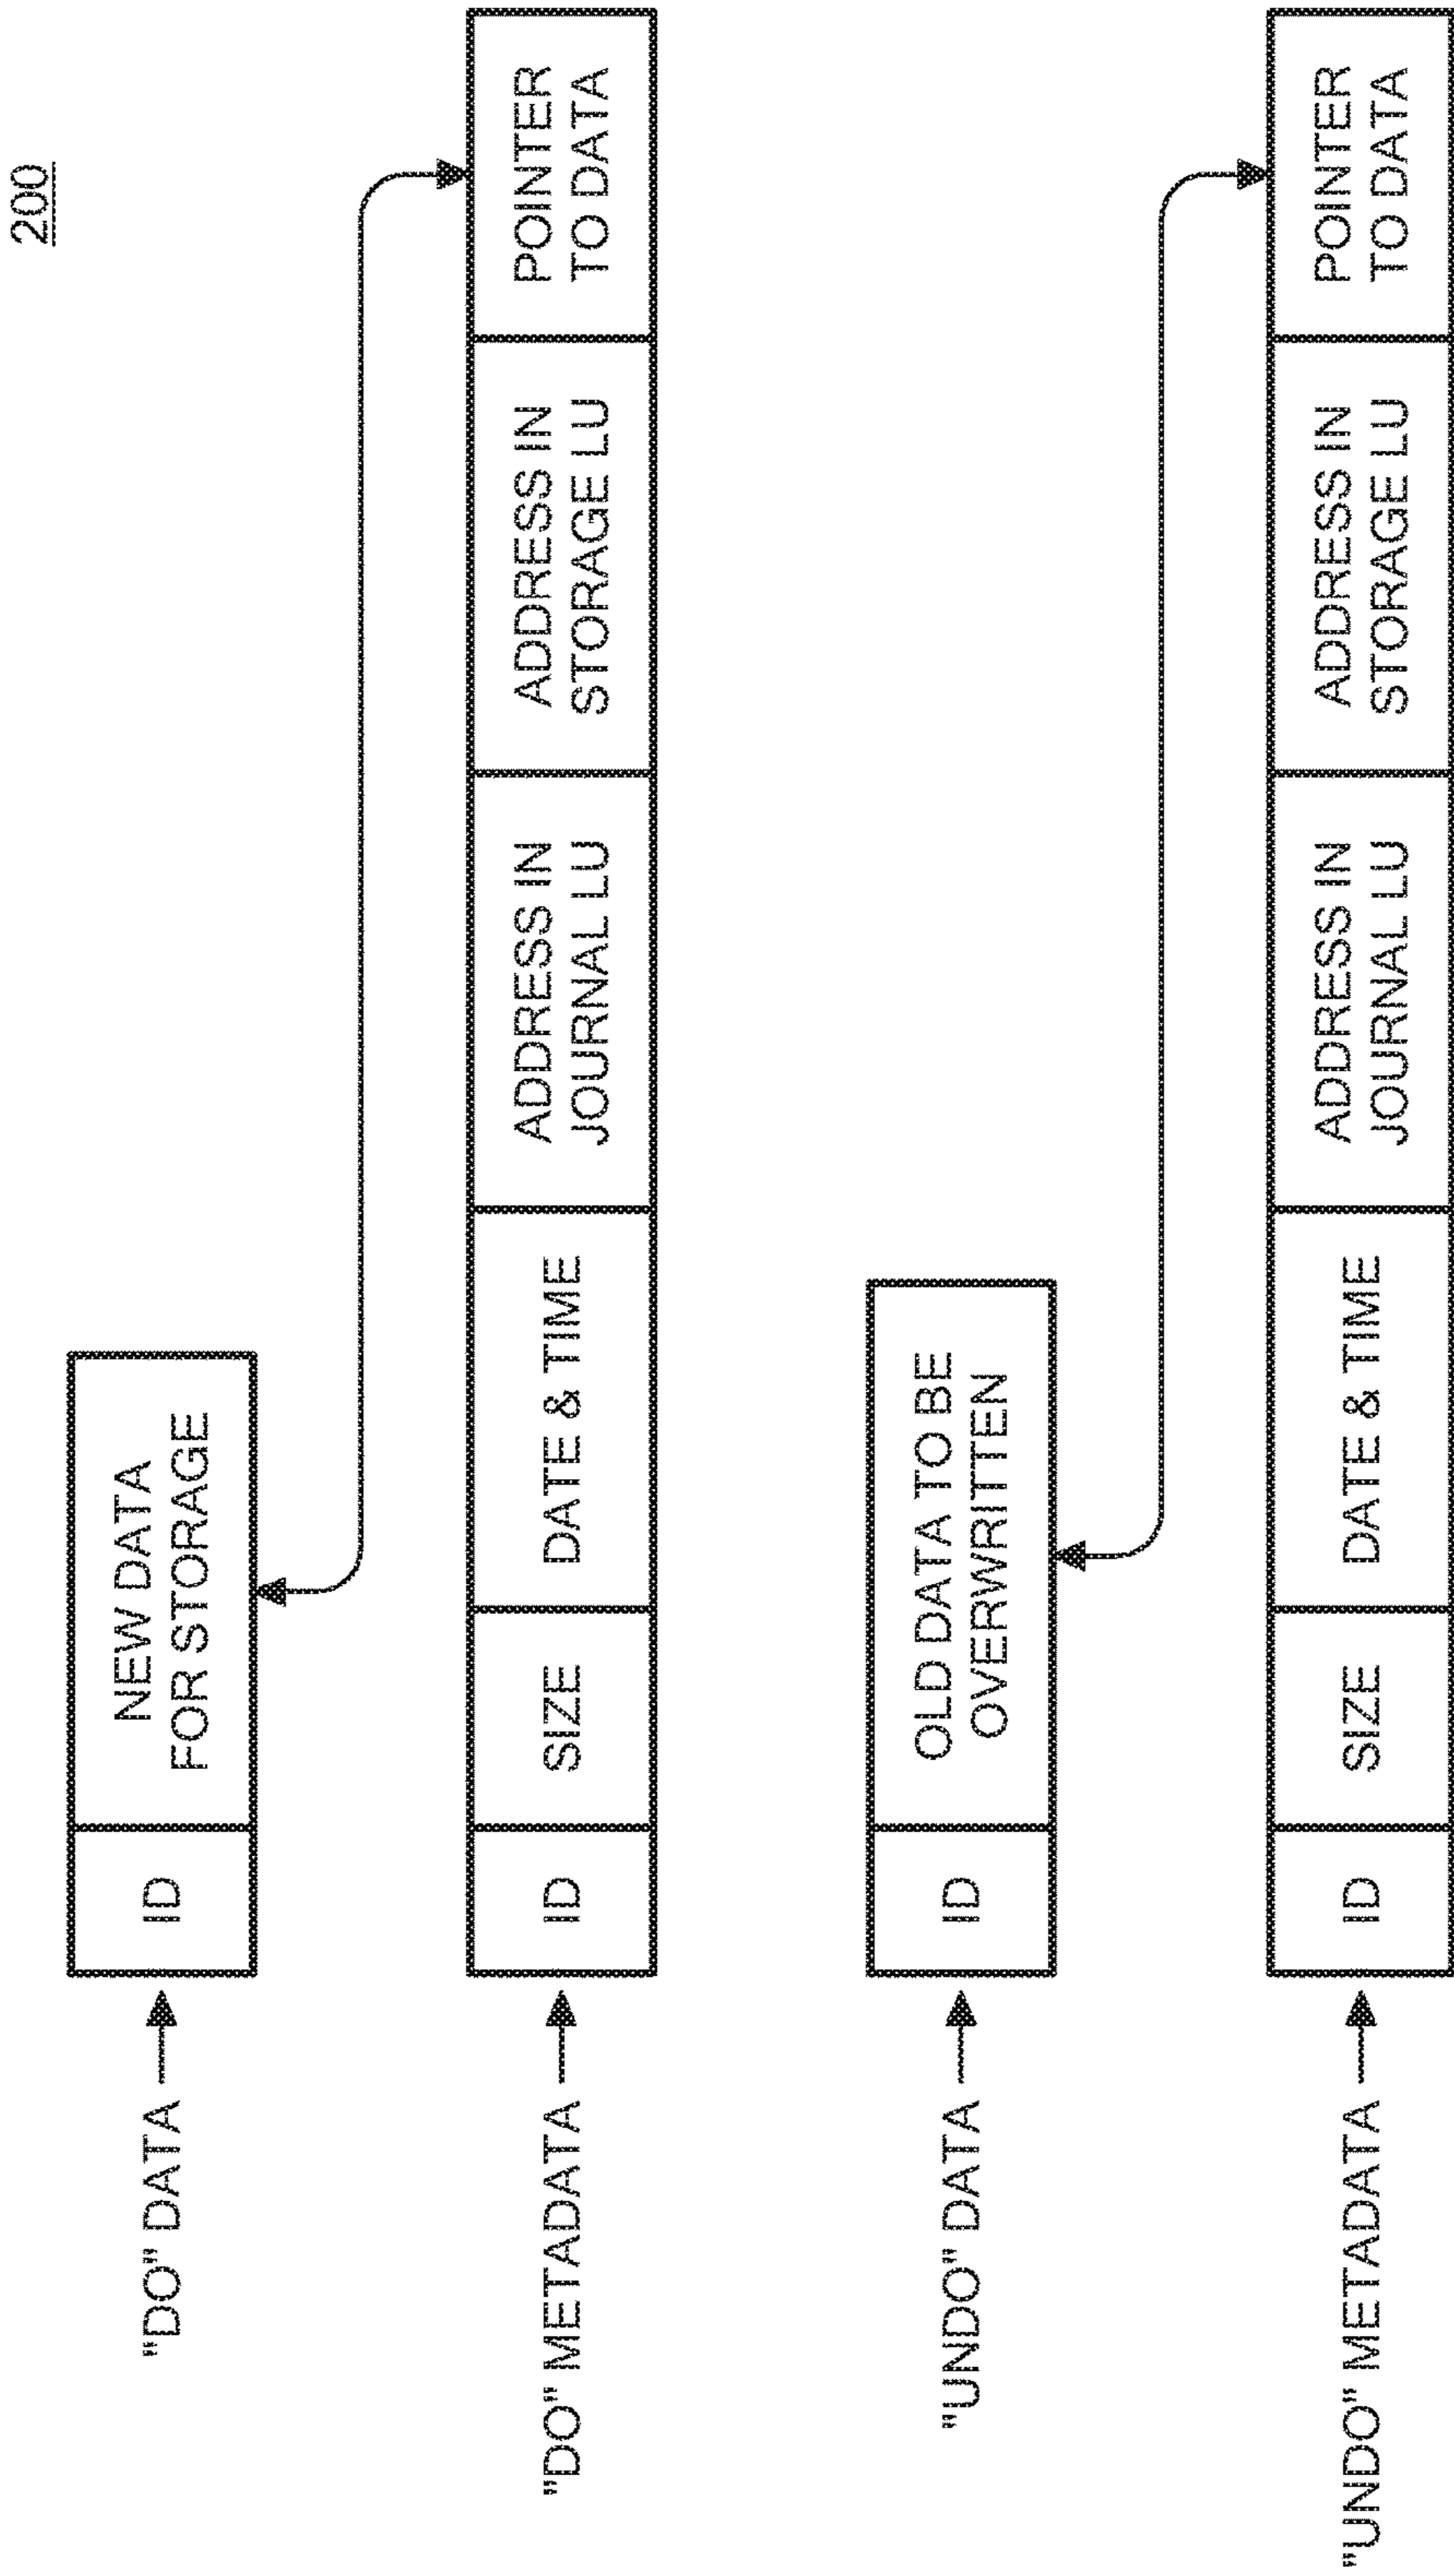 200
"DO" DATA
ID
NEW DATA
FOR STORAGE
"DO" METADATA
ID
SIZE
DATE & TIME
ADDRESS IN
JOURNAL LU
ADDRESS IN
STORAGE LU
POINTER
TO DATA
"UNDO" DATA
ID
OLD DATA TO BE
OVERWRITTEN
"UNDO" METADATA
ID
SIZE
DATE & TIME
ADDRESS IN
JOURNAL LU
ADDRESS IN
STORAGE LU
POINTER
TO DATA